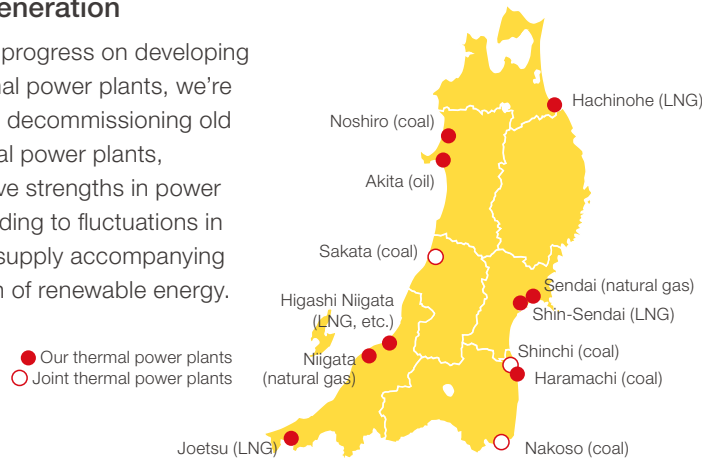 eneration
progress on developing
nal power plants, we're
decommissioning old
al power plants,
ve strengths in power
ding to fluctuations in
supply accompanying
n of renewable energy.
Our thermal power plants
Joint thermal power plants
Hachinohe (LNG)
Noshiro (coal)
Akita (oil)
Sakata (coal)
Sendai (natural gas)
Shin-Sendai (LNG)
Higashi Niigata
(LNG, etc.)
Niigata
(natural gas)
Shinchi (coal)
Haramachi (coal)
Joetsu (LNG)
Nakoso (coal)